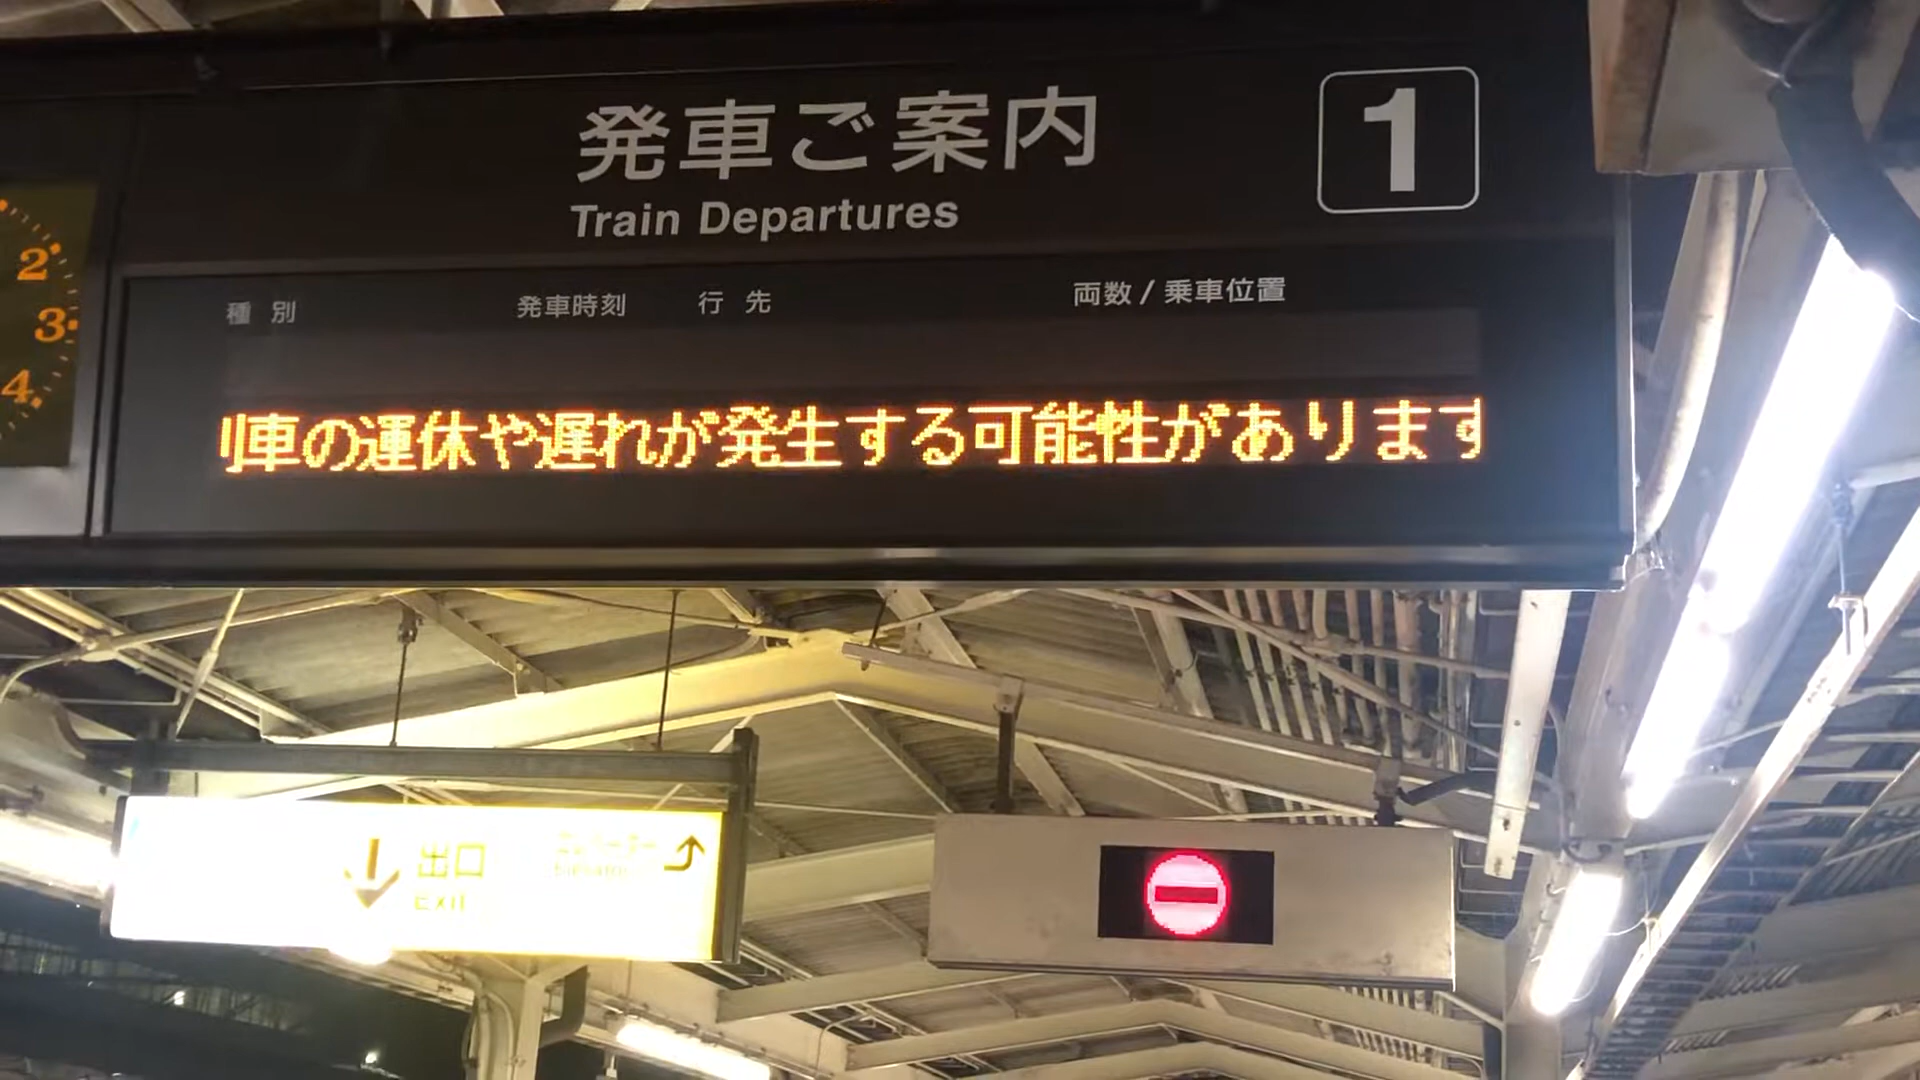 発車ご案内
1
Train Departures
2
3
4
種 別
発車時刻
行 先
両数 / 乗車位置
車の運休や遅れが発生する可能性があります
出口
EXIT